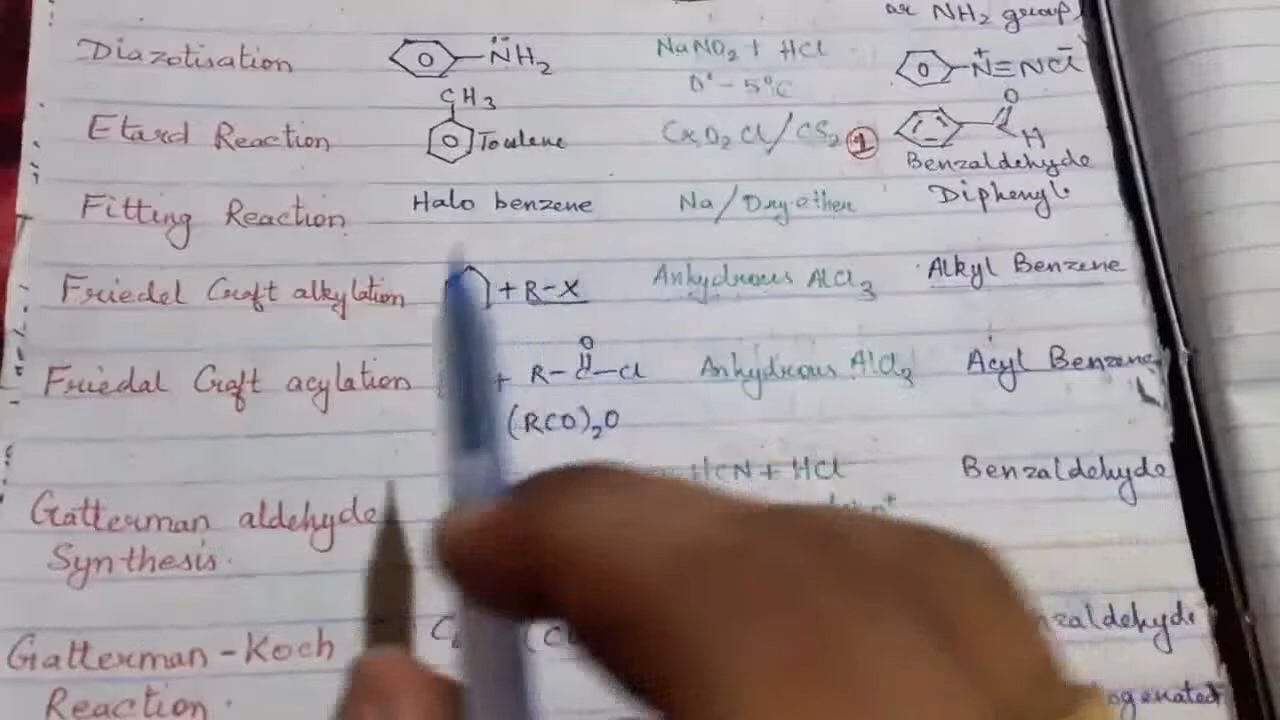 or NH2 group
Diazotisation N̈H2 NaNO2 + HCl N⁺≡NCl⁻
0° - 5°C
CH3 O
Etard Reaction Toulene CrO2Cl/CS2 1 H
Benzaldehyde
Fitting Reaction Halo benzene Na/Dry ether Diphenyl
Friedel Craft alkylation + R-X Anhydrous AlCl3 Alkyl Benzene
O
Friedal Craft acylation + R-C-Cl Anhydrous AlCl3 Acyl Benzene
(RCO)2O
HCN + HCl Benzaldehyde
Gatterman aldehyde
Synthesis.
Gatterman-Koch
Reaction.